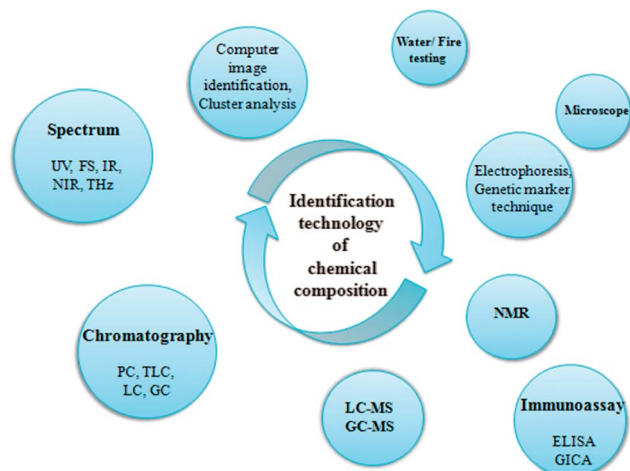 Water/ Fire
testing
Computer
image
identification,
Cluster analysis
Microscope
Spectrum
UV, FS, IR,
NIR, THz
Electrophoresis,
Genetic marker
technique
Identification
technology
of
chemical
composition
NMR
Chromatography
PC, TLC,
LC, GC
LC-MS
GC-MS
Immunoassay
ELISA
GICA